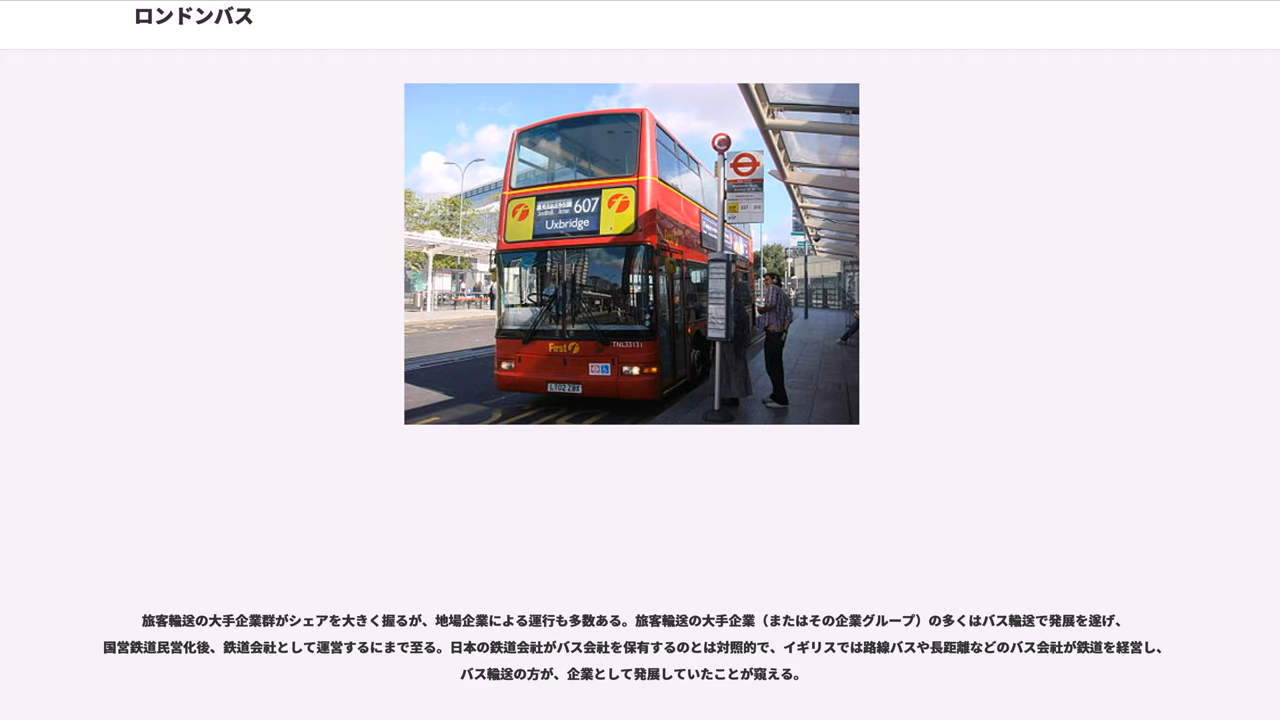 ロンドンバス
EXPRESS
607
Uxbridge
First
TNL33131
LT02 ZBX
旅客輸送の大手企業群がシェアを大きく握るが、地場企業による運行も多数ある。旅客輸送の大手企業（またはその企業グループ）の多くはバス輸送で発展を遂げ、
国営鉄道民営化後、鉄道会社として運営するにまで至る。日本の鉄道会社がバス会社を保有するのとは対照的で、イギリスでは路線バスや長距離などのバス会社が鉄道を経営し、
バス輸送の方が、企業として発展していたことが窺える。